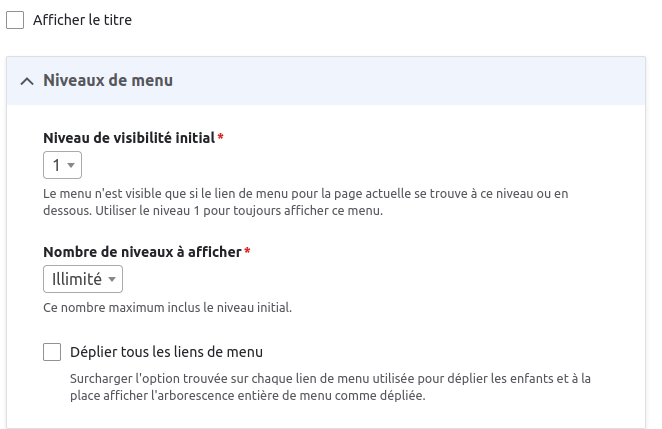 Afficher le titre
Niveaux de menu
Niveau de visibilité initial *
1
Le menu n'est visible que si le lien de menu pour la page actuelle se trouve à ce niveau ou en
dessous. Utiliser le niveau 1 pour toujours afficher ce menu.
Nombre de niveaux à afficher *
Illimité
Ce nombre maximum inclus le niveau initial.
Déplier tous les liens de menu
Surcharger l'option trouvée sur chaque lien de menu utilisée pour déplier les enfants et à la
place afficher l'arborescence entière de menu comme dépliée.